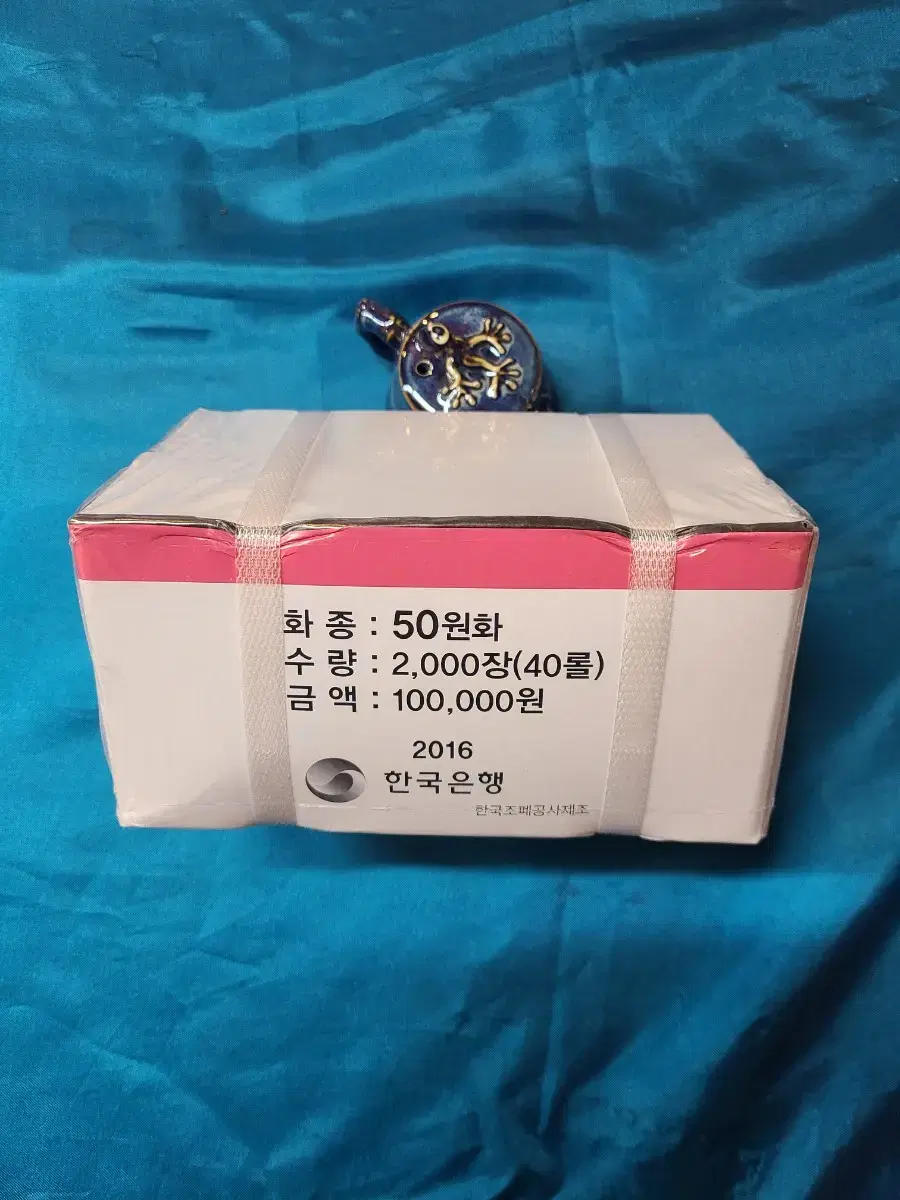 화 종 : 50원화
수 량 : 2,000장(40롤)
금 액 : 100,000원
2016
한국은행
한국조폐공사제조